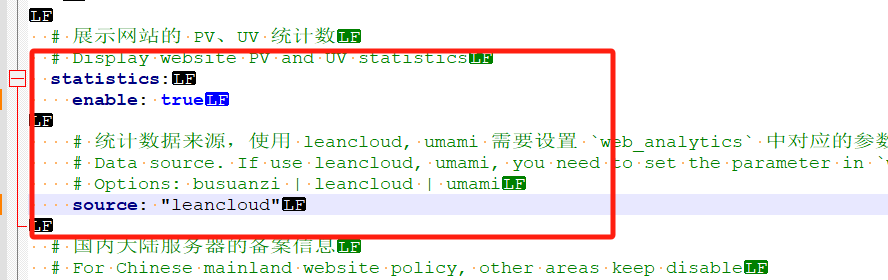 LF
# 展示网站的 PV、UV 统计数LF
# Display website PV and UV statisticsLF
statistics:LF
enable: trueLF
LF
# 统计数据来源，使用 leancloud, umami 需要设置 `web_analytics` 中对应的参数
# Data source. If use leancloud, umami, you need to set the parameter in `
# Options: busuanzi | leancloud | umamiLF
source: "leancloud"LF
LF
# 国内大陆服务器的备案信息LF
# For Chinese mainland website policy, other areas keep disableLF